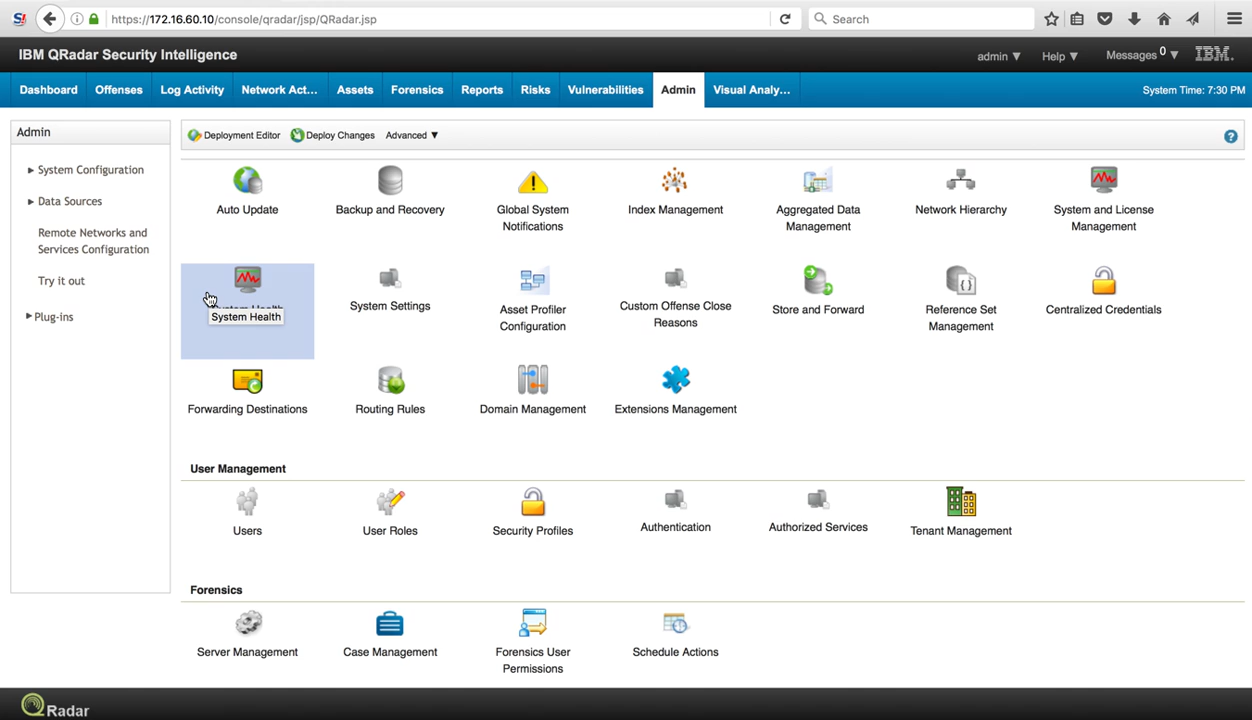 https://172.16.60.10/console/qradar/jsp/QRadar.jsp
Search
IBM QRadar Security Intelligence
admin ▼
Help ▼
Messages 0 ▼
IBM.
Dashboard
Offenses
Log Activity
Network Act...
Assets
Forensics
Reports
Risks
Vulnerabilities
Admin
Visual Analy...
System Time: 7:30 PM
Admin
System Configuration
Data Sources
Remote Networks and
Services Configuration
Try it out
Plug-ins
Deployment Editor
Deploy Changes
Advanced ▼
Auto Update
Backup and Recovery
Global System
Notifications
Index Management
Aggregated Data
Management
Network Hierarchy
System and License
Management
System Health
System Settings
Asset Profiler
Configuration
Custom Offense Close
Reasons
Store and Forward
Reference Set
Management
Centralized Credentials
Forwarding Destinations
Routing Rules
Domain Management
Extensions Management
User Management
Users
User Roles
Security Profiles
Authentication
Authorized Services
Tenant Management
Forensics
Server Management
Case Management
Forensics User
Permissions
Schedule Actions
QRadar